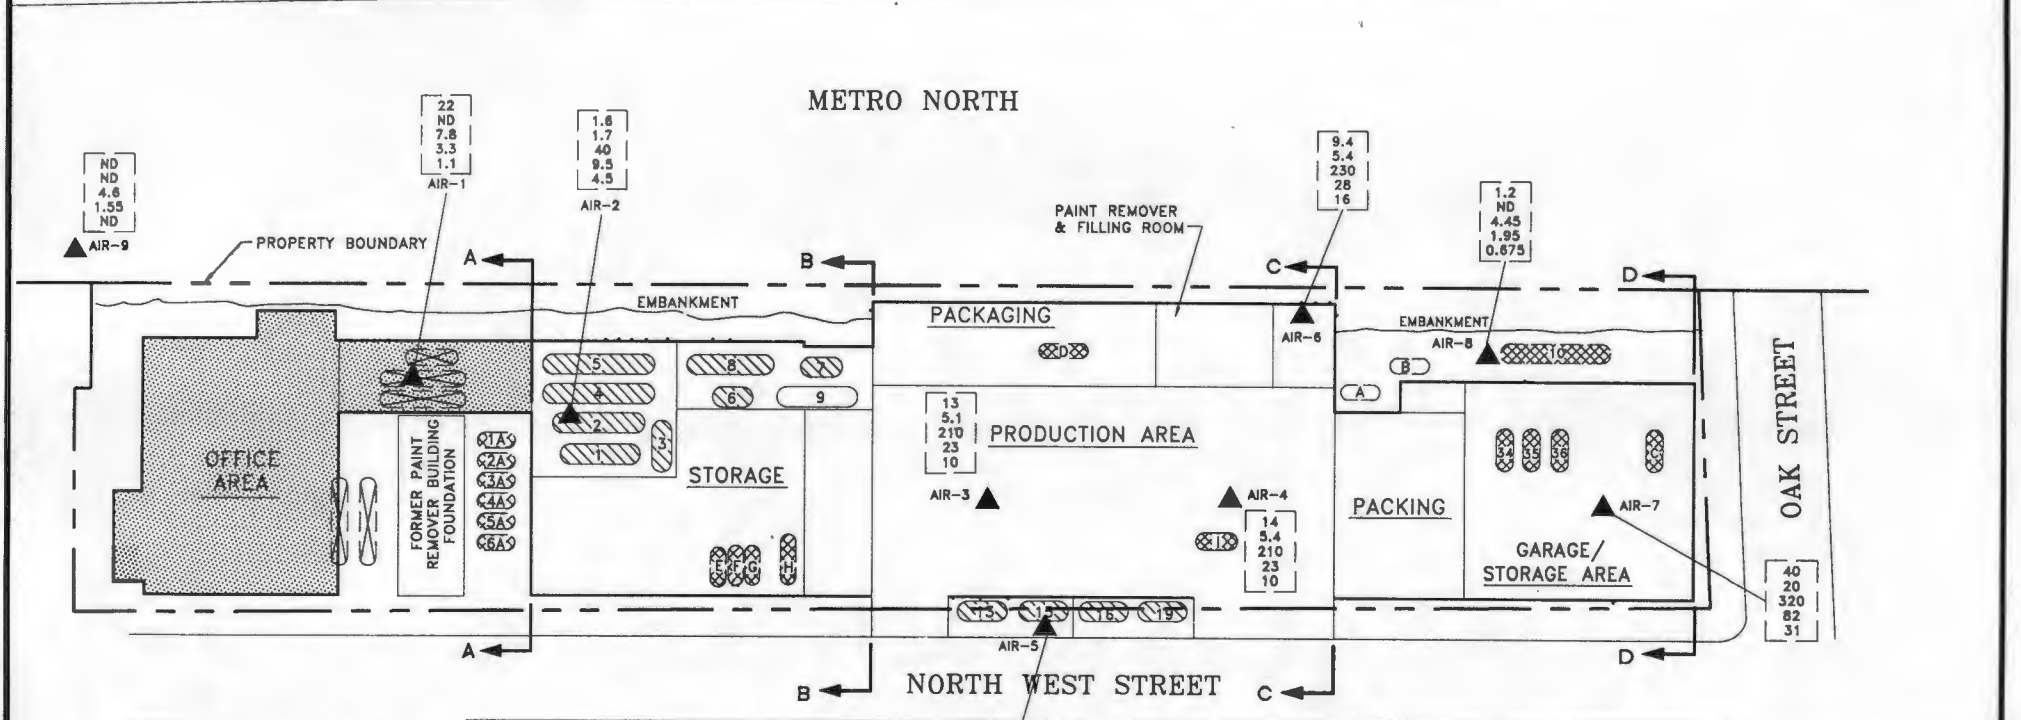 METRO NORTH
22
ND
7.8
3.3
1.1
AIR-1
1.6
1.7
40
9.5
4.5
AIR-2
ND
ND
4.6
1.55
ND
AIR-9
9.4
5.4
230
28
16
AIR-6
1.2
ND
4.45
1.95
0.675
AIR-8
PROPERTY BOUNDARY
PAINT REMOVER
& FILLING ROOM
A
B
C
D
EMBANKMENT
EMBANKMENT
PACKAGING
D
5
8
7
4
6
9
2
3
1
B
A
10
OFFICE
AREA
FORMER PAINT
REMOVER BUILDING
FOUNDATION
1A
2A
3A
4A
5A
6A
STORAGE
E
F
G
H
13
5.1
210
23
10
AIR-3
PRODUCTION AREA
AIR-4
14
5.4
210
23
10
I
PACKING
34
35
36
C
AIR-7
GARAGE/
STORAGE AREA
40
20
320
82
31
OAK STREET
13
15
16
19
AIR-5
A
B
C
D
NORTH WEST STREET